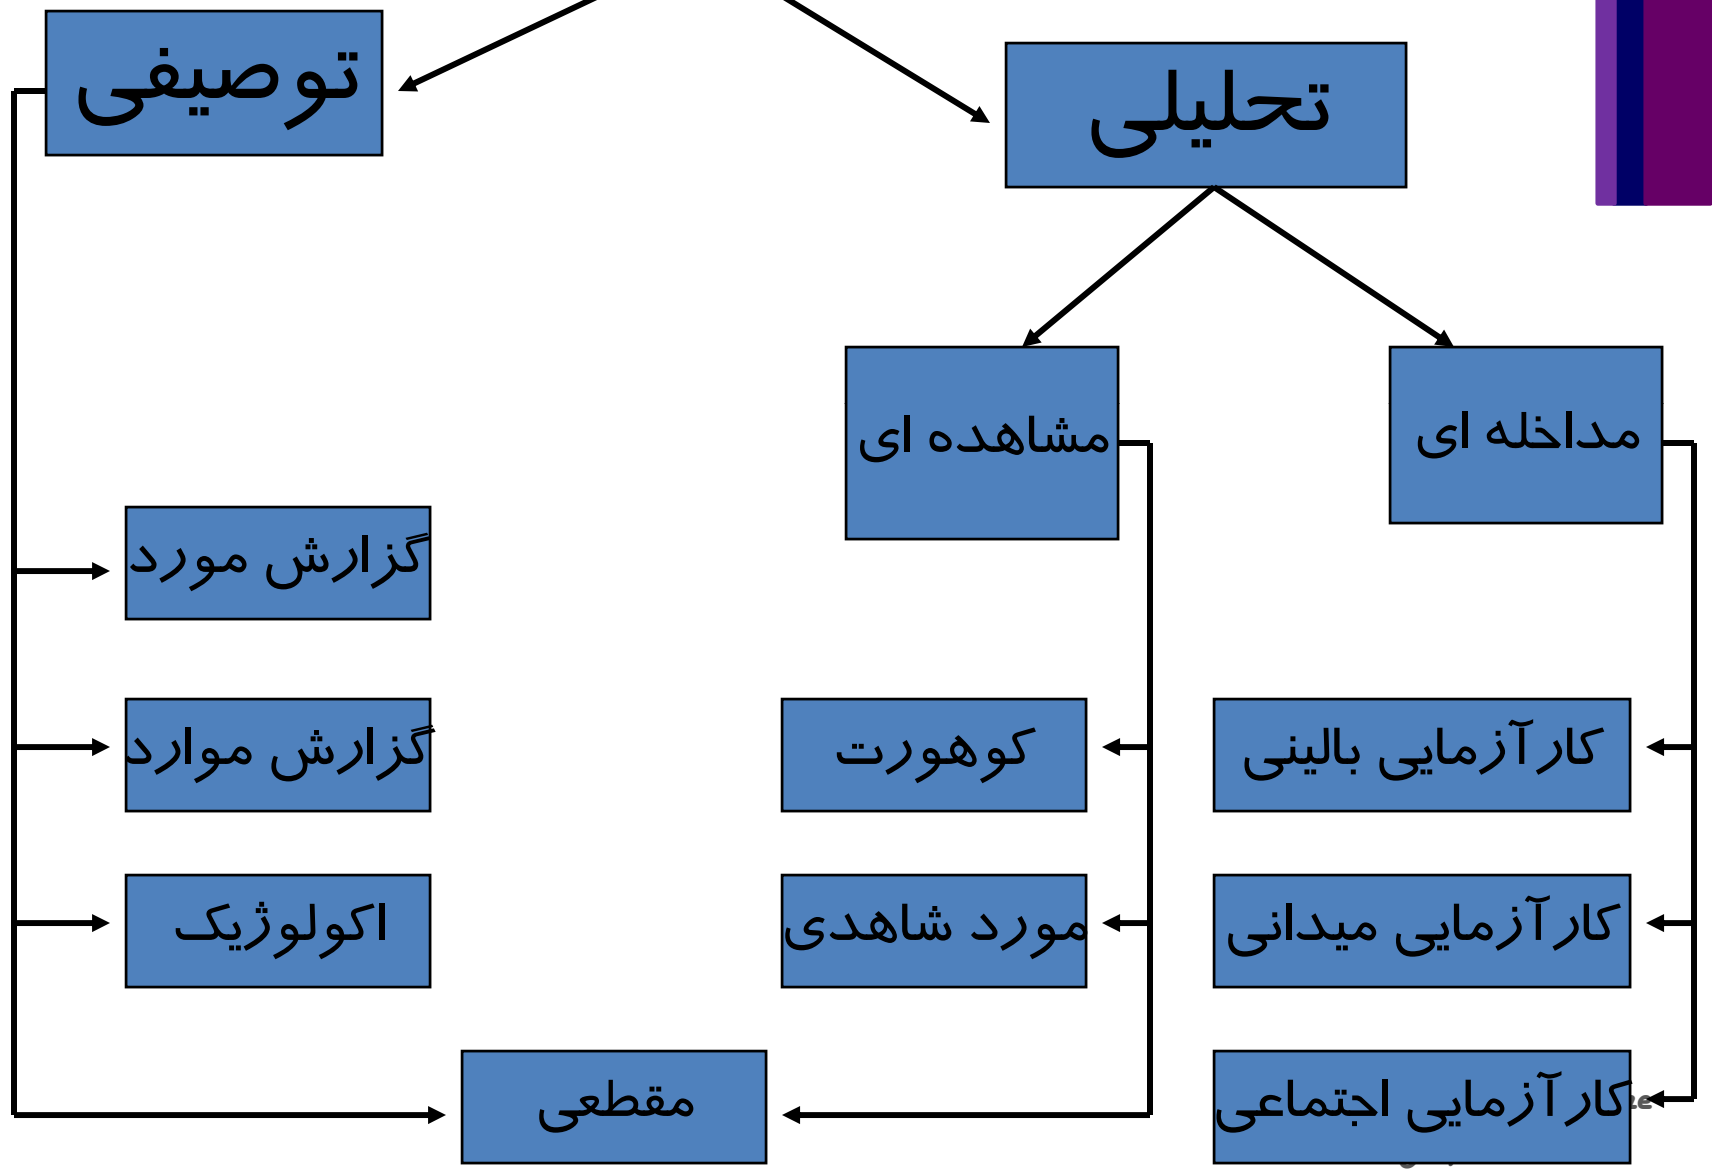 توصیفی
تحلیلی
مشاهده ای
مداخله ای
گزارش مورد
گزارش موارد
کوهورت
کارآزمایی بالینی
اکولوژیک
مورد شاهدی
کارآزمایی میدانی
مقطعی
کارآزمایی اجتماعی